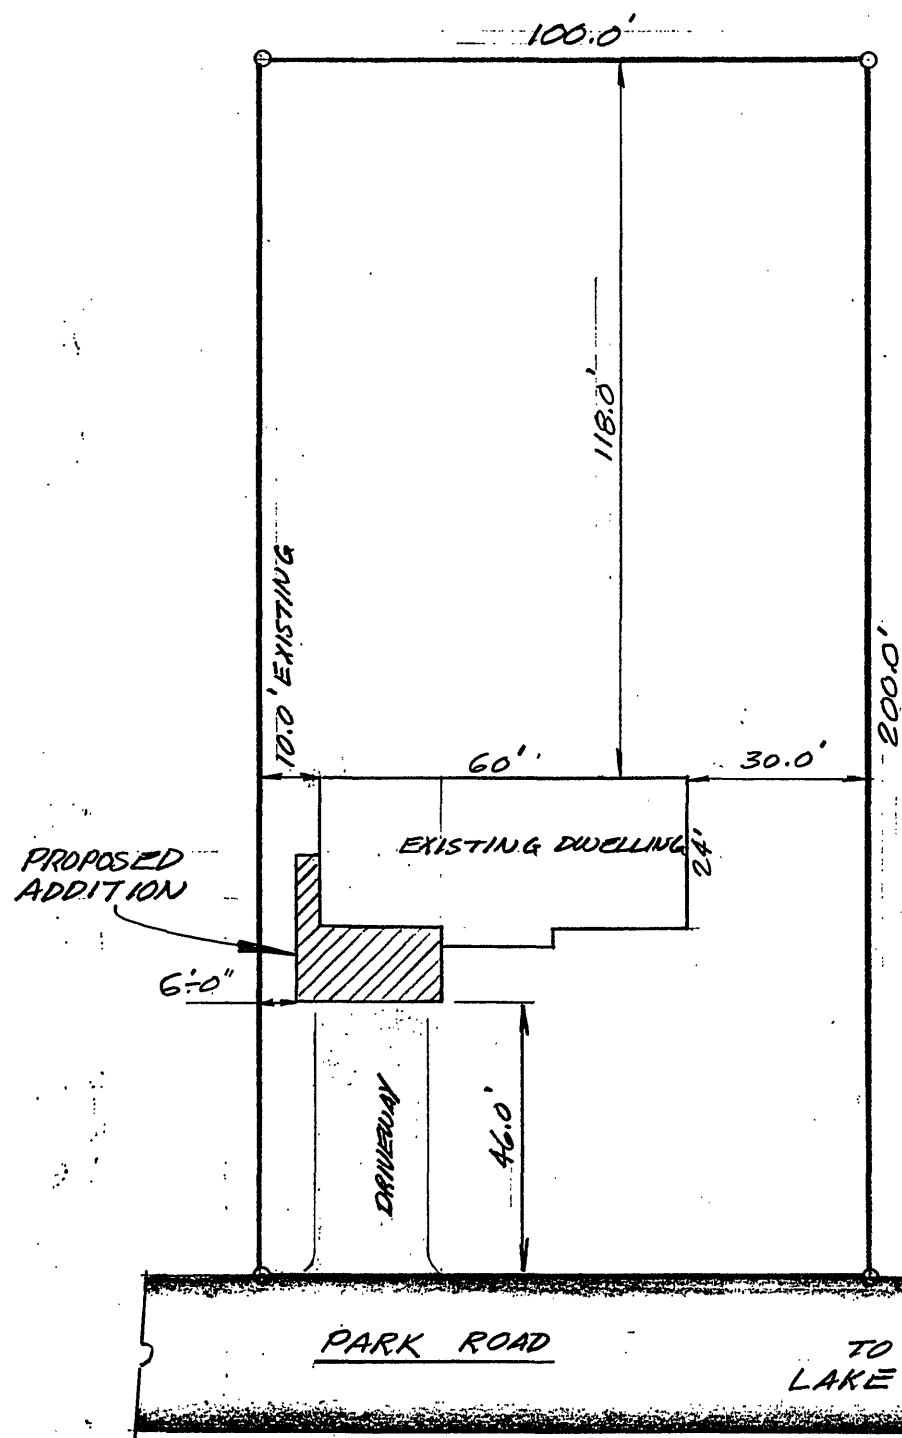 100.0'
118.0'
10.0' EXISTING
200.0'
60'
30.0'
EXISTING DWELLING
24'
PROPOSED
ADDITION
6'-0"
46.0'
DRIVEWAY
PARK ROAD
TO
LAKE